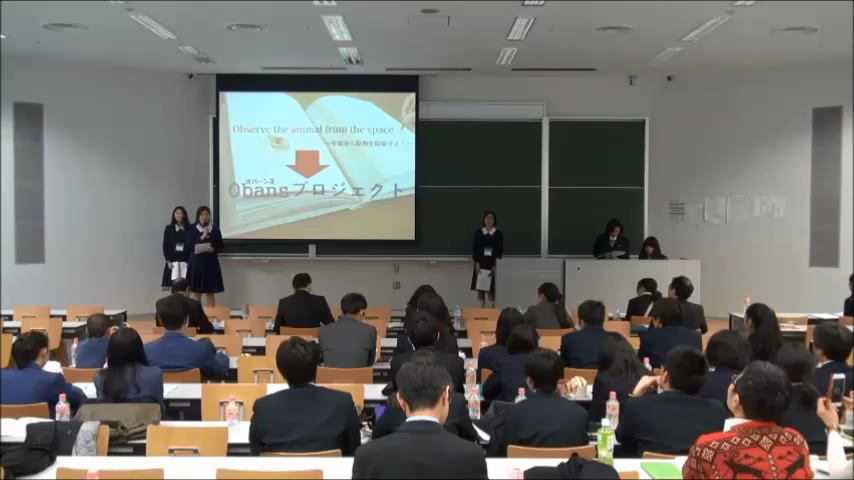 Observe the animal from the space
～宇宙から動物を観察せよ！～
オバーンス
Obansプロジェクト